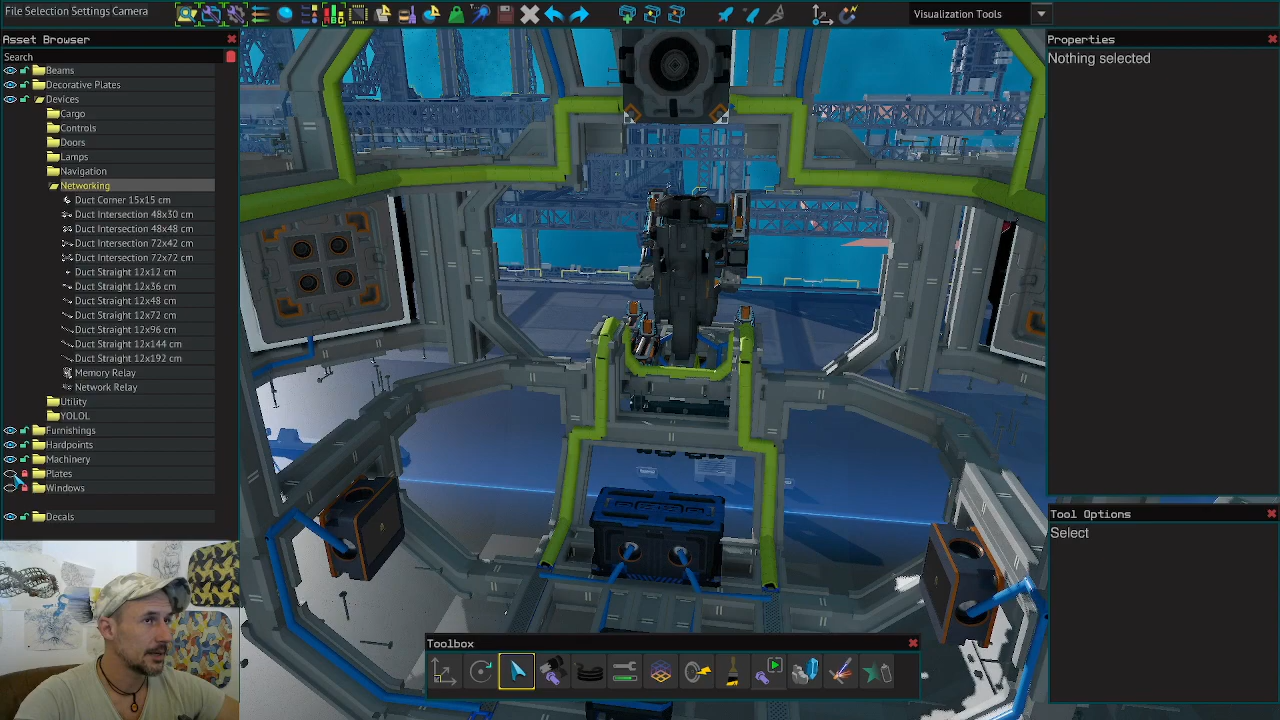 File Selection Settings Camera
Visualization Tools
Asset Browser
Search
Beams
Decorative Plates
Devices
Cargo
Controls
Doors
Lamps
Navigation
Networking
Duct Corner 15x15 cm
Duct Intersection 48x30 cm
Duct Intersection 48x48 cm
Duct Intersection 72x42 cm
Duct Intersection 72x72 cm
Duct Straight 12x12 cm
Duct Straight 12x36 cm
Duct Straight 12x48 cm
Duct Straight 12x72 cm
Duct Straight 12x96 cm
Duct Straight 12x144 cm
Duct Straight 12x192 cm
Memory Relay
Network Relay
Utility
YOLOL
Furnishings
Hardpoints
Machinery
Plates
Windows
Decals
Toolbox
Properties
Nothing selected
Tool Options
Select